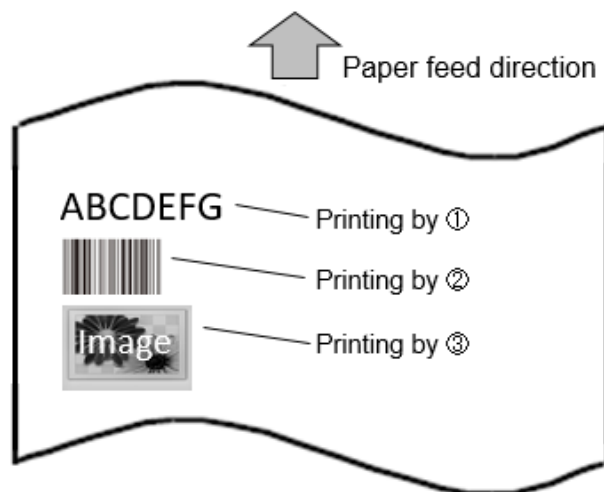 Paper feed direction
ABCDEFG
Printing by ①
Printing by ②
Image
Printing by ③